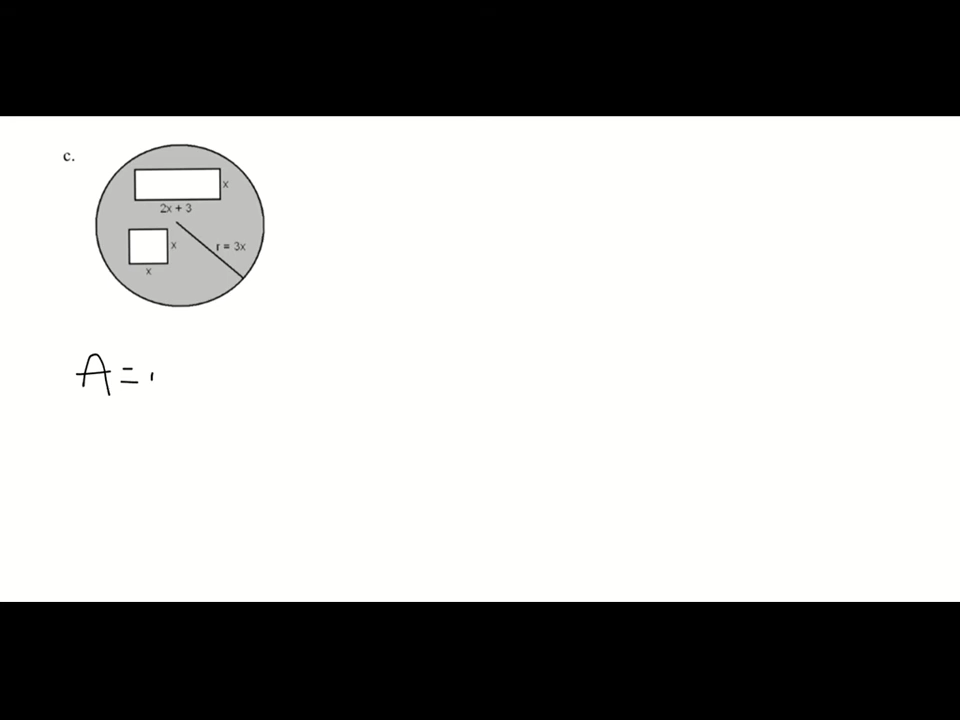 c.
x
2x + 3
x
r = 3x
x
A =